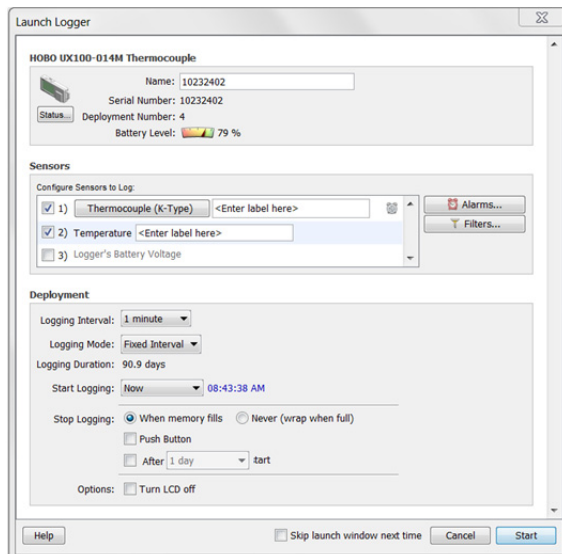 Launch Logger
HOBO UX100-014M Thermocouple
Name: 10232402
Serial Number: 10232402
Status... Deployment Number: 4
Battery Level: 79 %
Sensors
Configure Sensors to Log:
1) Thermocouple (K-Type) <Enter label here>
Alarms...
2) Temperature <Enter label here>
Filters...
3) Logger's Battery Voltage
Deployment
Logging Interval: 1 minute
Logging Mode: Fixed Interval
Logging Duration: 90.9 days
Start Logging: Now 08:43:38 AM
Stop Logging: When memory fills Never (wrap when full)
Push Button
After 1 day tart
Options: Turn LCD off
Help Skip launch window next time Cancel Start